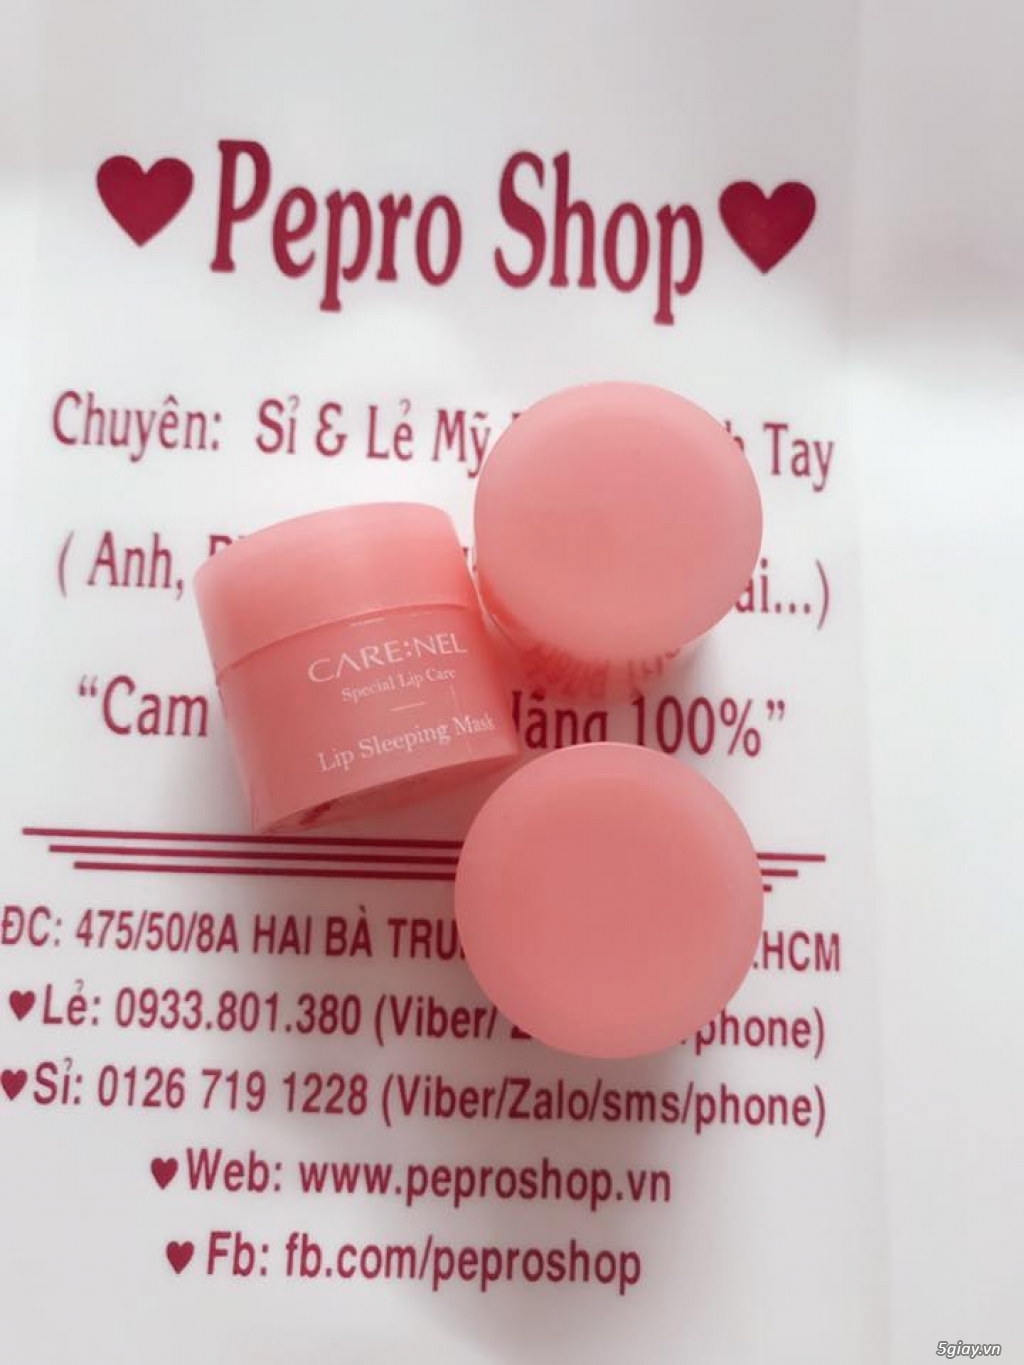 Pepro Shop
Chuyên: Sỉ & Lẻ Mỹ Tay
( Anh, ...)
“Cam 100%”
CARE:NEL
Special Lip Care
Lip Sleeping Mask
ĐC: 475/50/8A HAI BÀ .HCM
Lẻ: 0933.801.380 (Viber/ phone)
Sỉ: 0126 719 1228 (Viber/Zalo/sms/phone)
Web: www.peproshop.vn
Fb: fb.com/peproshop
5giay.vn